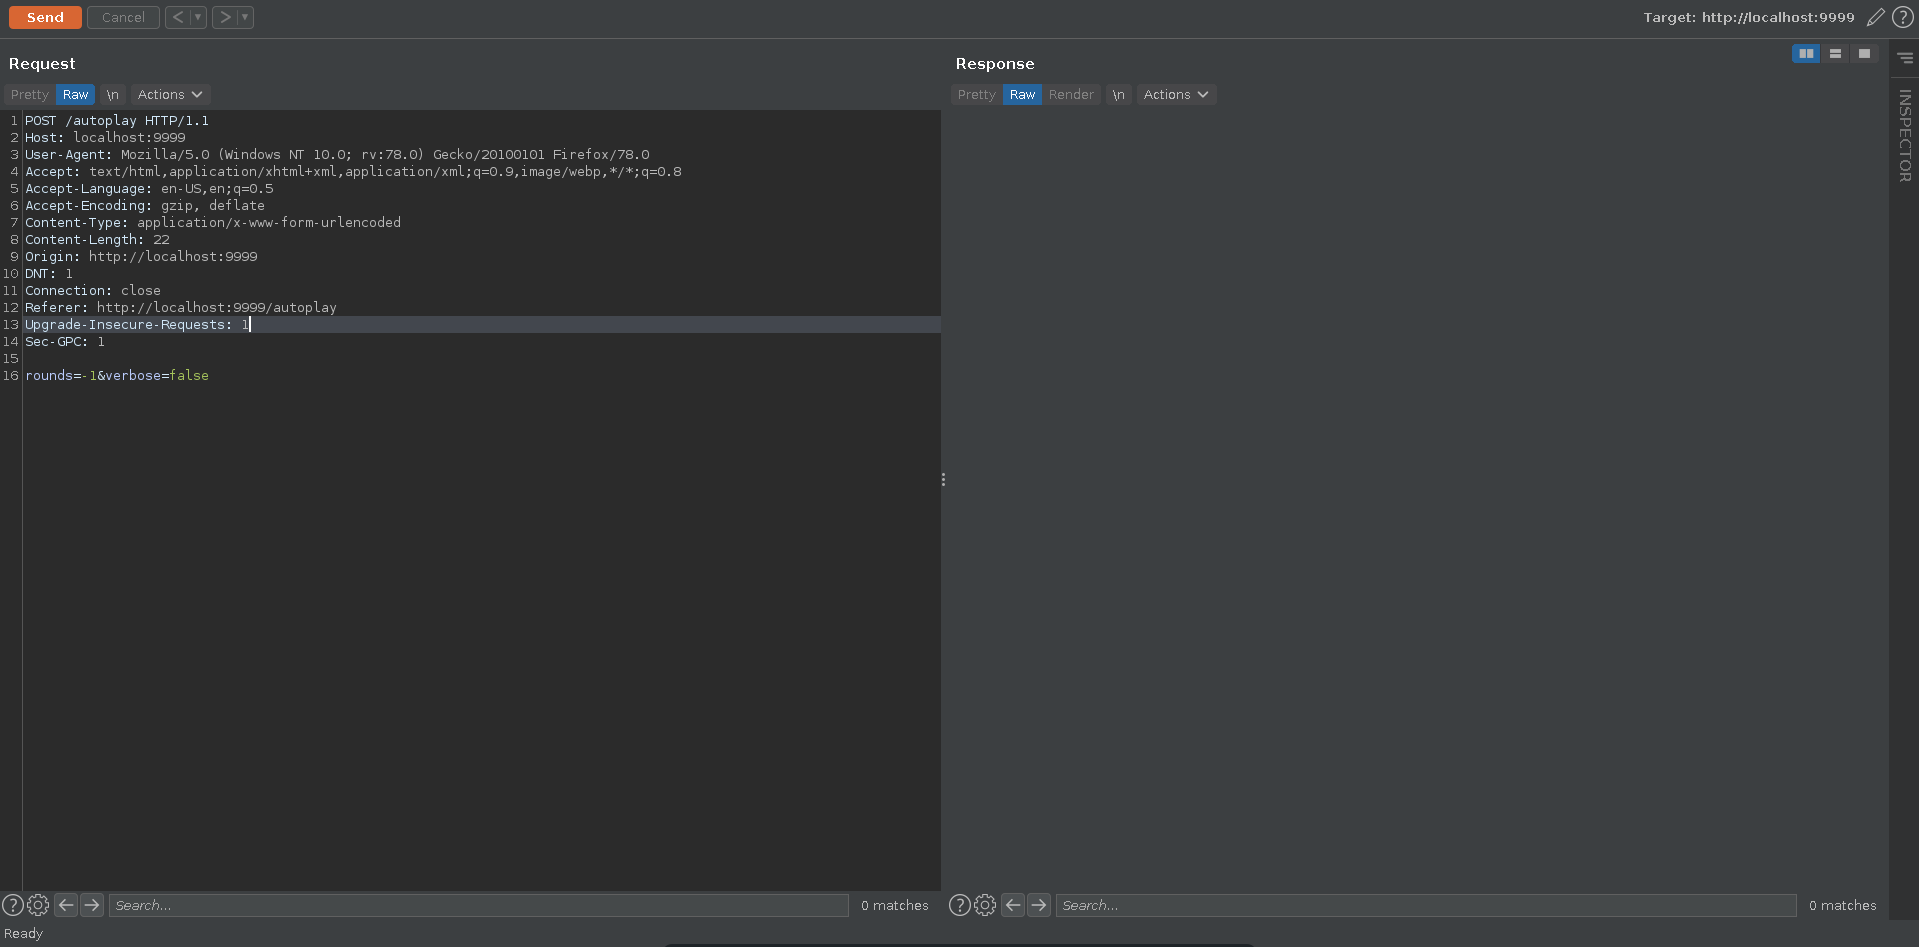 Send Cancel < ▾ > ▾ Target: http://localhost:9999 ?
Request
Pretty Raw \n Actions
1 POST /autoplay HTTP/1.1
2 Host: localhost:9999
3 User-Agent: Mozilla/5.0 (Windows NT 10.0; rv:78.0) Gecko/20100101 Firefox/78.0
4 Accept: text/html,application/xhtml+xml,application/xml;q=0.9,image/webp,*/*;q=0.8
5 Accept-Language: en-US,en;q=0.5
6 Accept-Encoding: gzip, deflate
7 Content-Type: application/x-www-form-urlencoded
8 Content-Length: 22
9 Origin: http://localhost:9999
10 DNT: 1
11 Connection: close
12 Referer: http://localhost:9999/autoplay
13 Upgrade-Insecure-Requests: 1
14 Sec-GPC: 1
15
16 rounds=-1&verbose=false
? Search... 0 matches
Response
Pretty Raw Render \n Actions
? Search... 0 matches
INSPECTOR
Ready